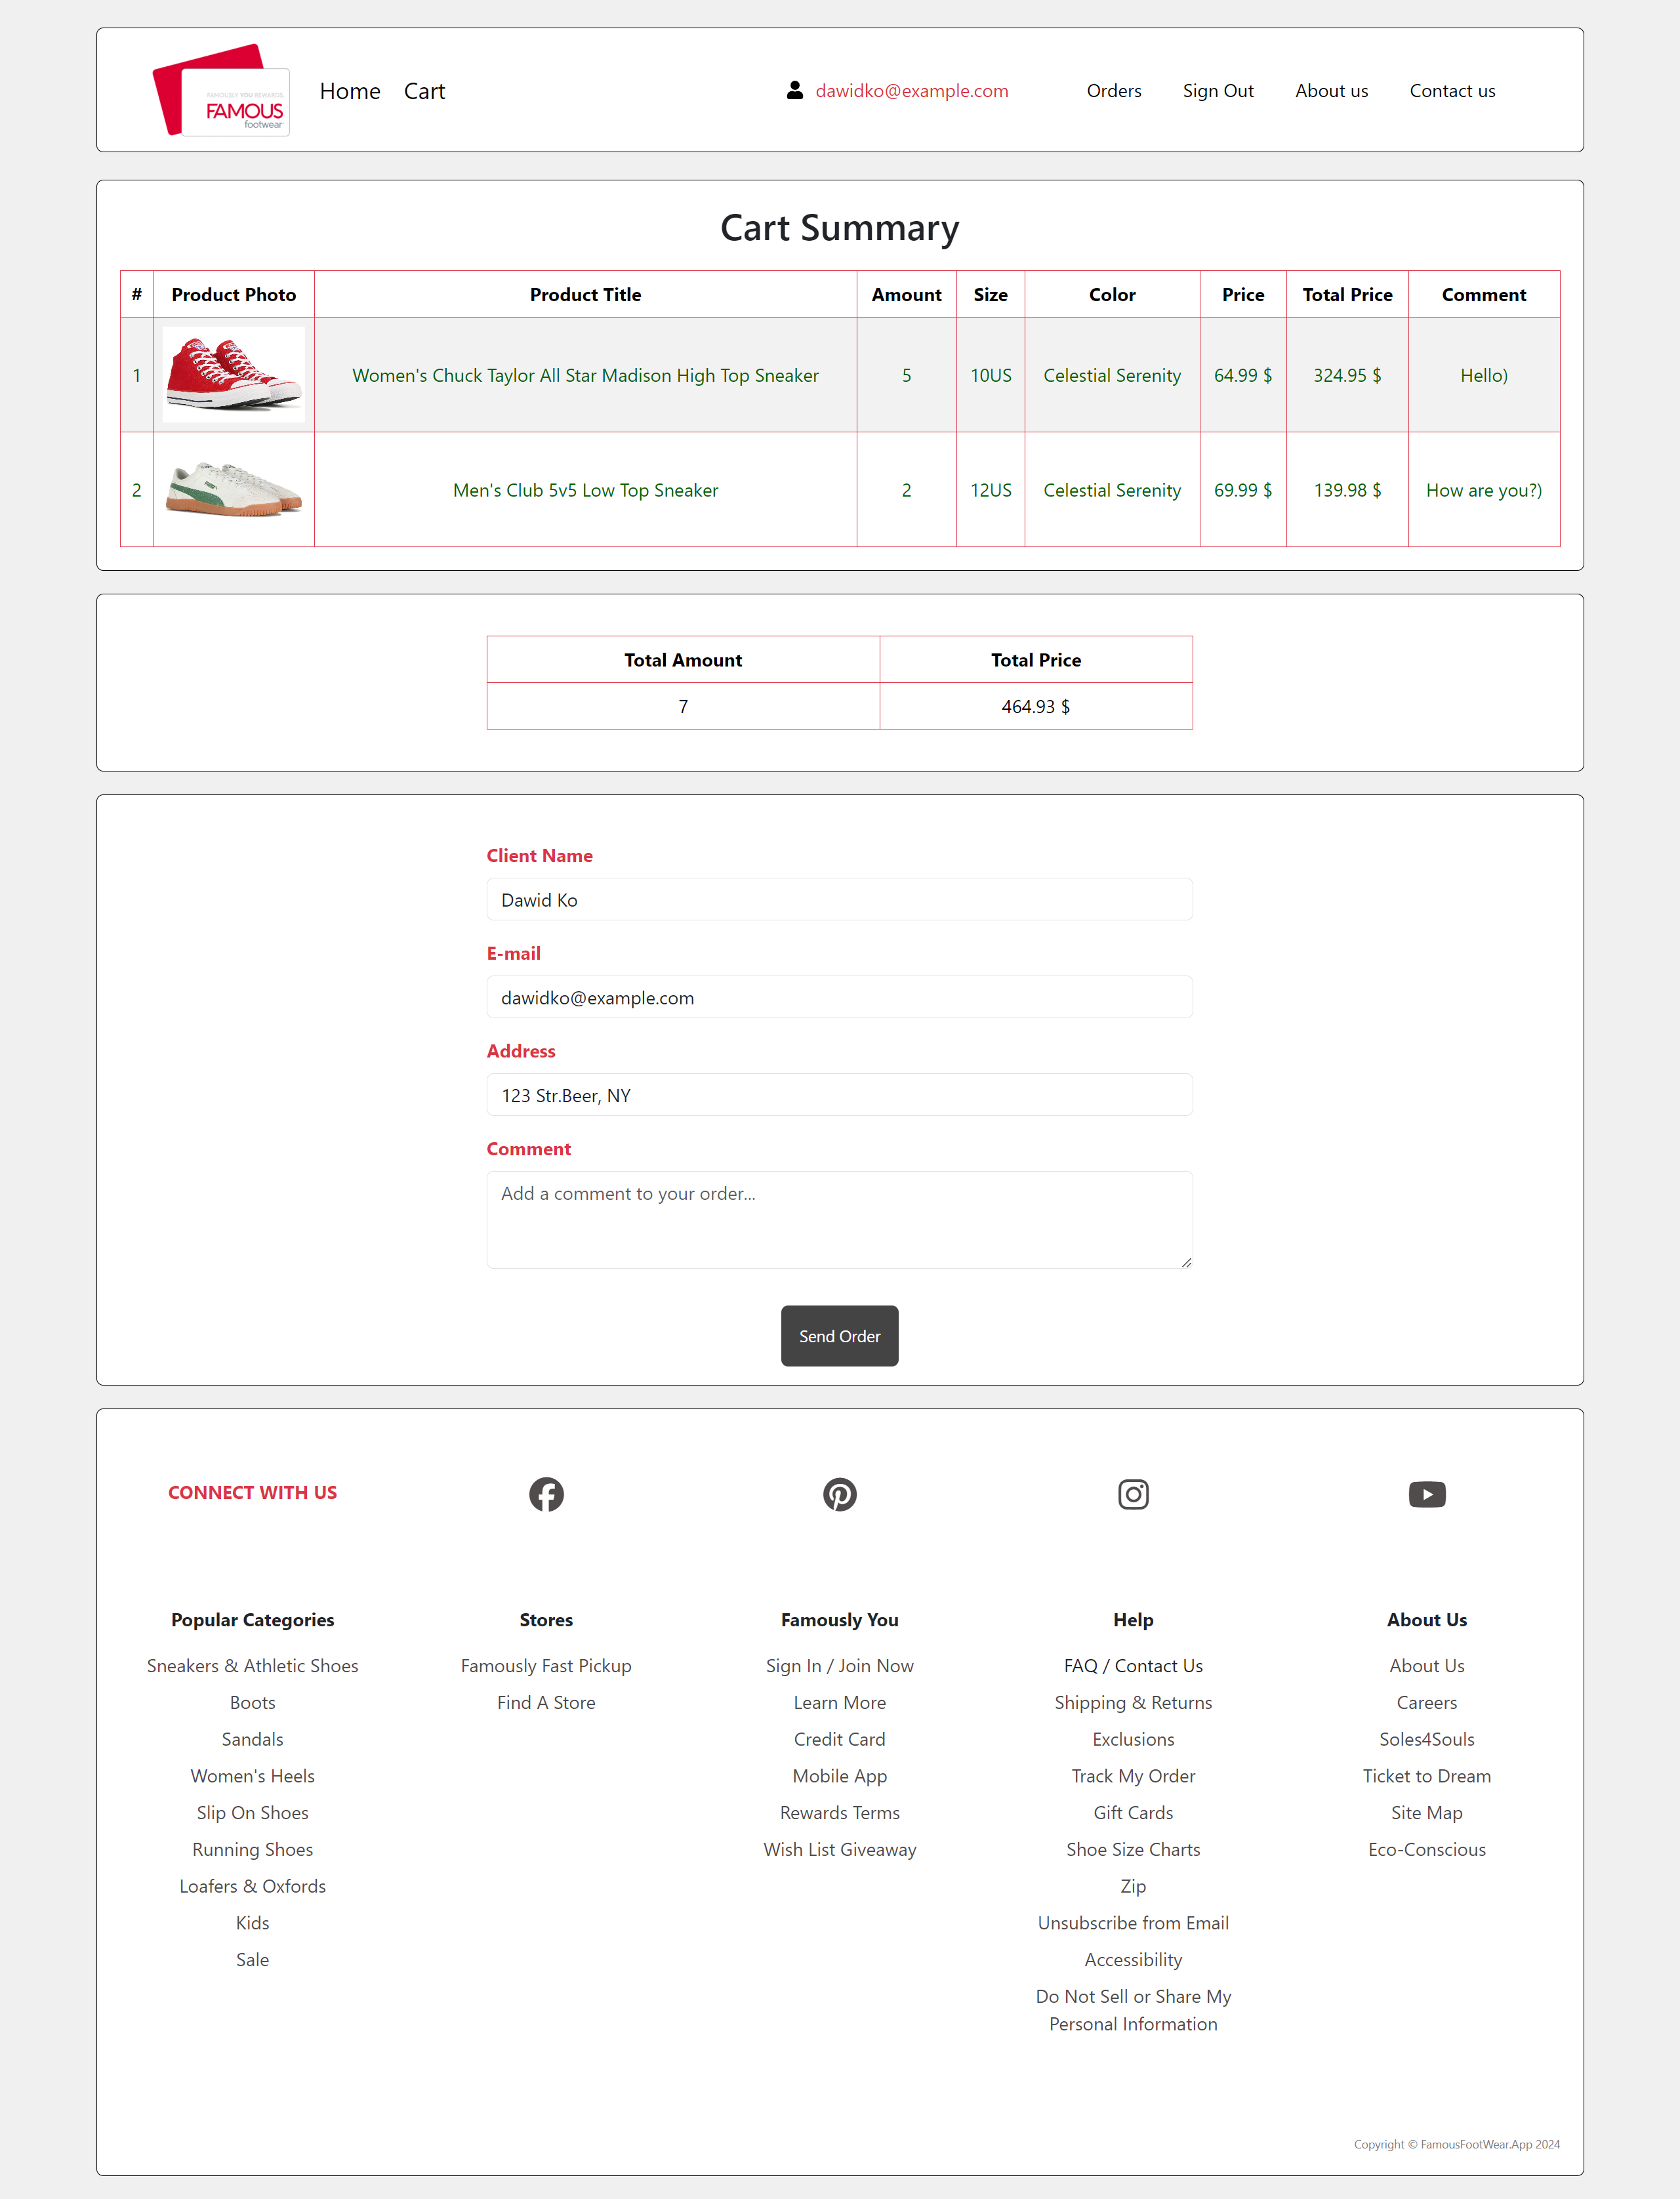 FAMOUSLY YOU REWARDS
FAMOUS
footwear
Home Cart
dawidko@example.com Orders Sign Out About us Contact us
Cart Summary
# Product Photo Product Title Amount Size Color Price Total Price Comment
1 Women's Chuck Taylor All Star Madison High Top Sneaker 5 10US Celestial Serenity 64.99 $ 324.95 $ Hello)
2 Men's Club 5v5 Low Top Sneaker 2 12US Celestial Serenity 69.99 $ 139.98 $ How are you?)
Total Amount Total Price
7 464.93 $
Client Name
Dawid Ko
E-mail
dawidko@example.com
Address
123 Str.Beer, NY
Comment
Add a comment to your order...
Send Order
CONNECT WITH US
Popular Categories
Sneakers & Athletic Shoes
Boots
Sandals
Women's Heels
Slip On Shoes
Running Shoes
Loafers & Oxfords
Kids
Sale
Stores
Famously Fast Pickup
Find A Store
Famously You
Sign In / Join Now
Learn More
Credit Card
Mobile App
Rewards Terms
Wish List Giveaway
Help
FAQ / Contact Us
Shipping & Returns
Exclusions
Track My Order
Gift Cards
Shoe Size Charts
Zip
Unsubscribe from Email
Accessibility
Do Not Sell or Share My
Personal Information
About Us
About Us
Careers
Soles4Souls
Ticket to Dream
Site Map
Eco-Conscious
Copyright © FamousFootWear.App 2024